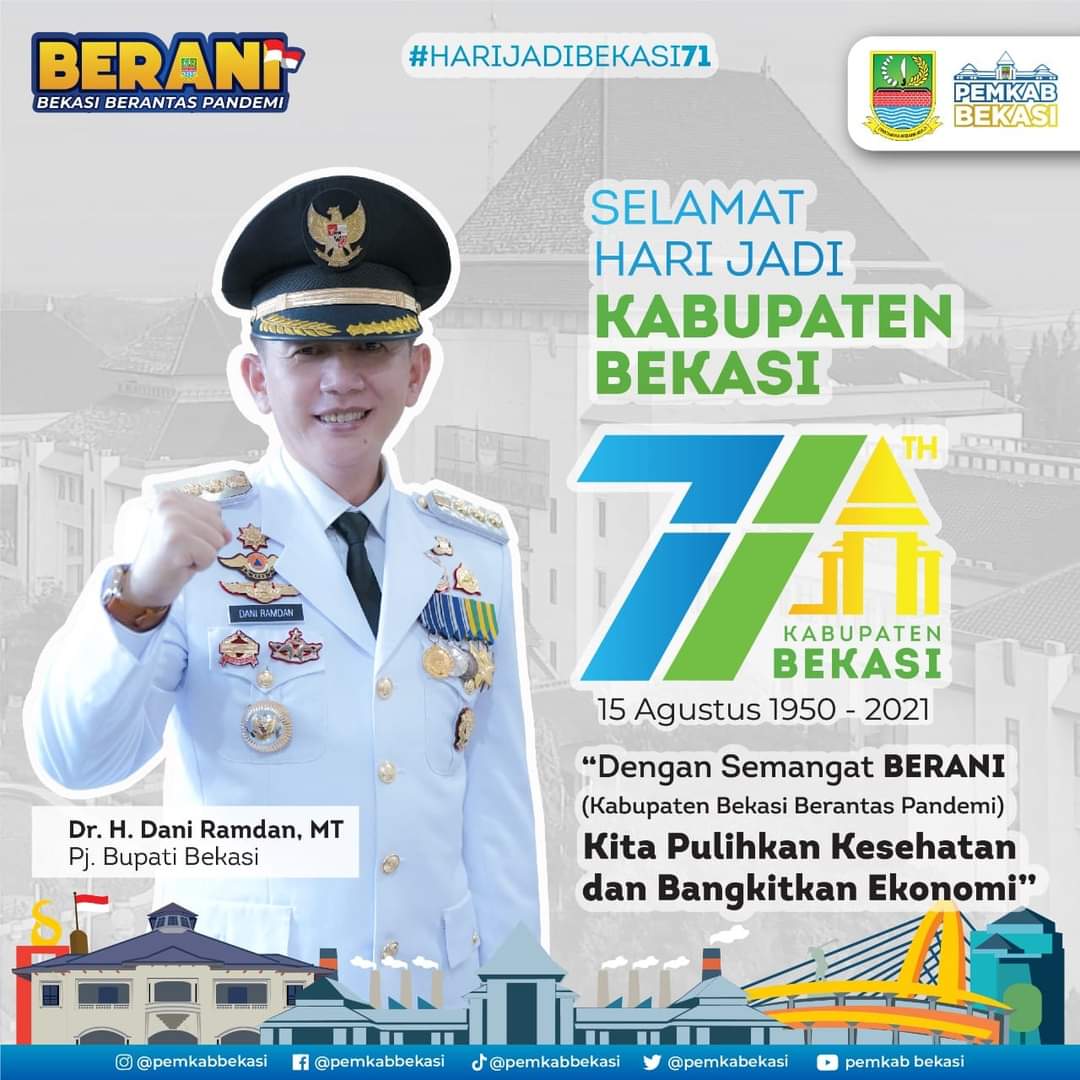 BERANI
BEKASI BERANTAS PANDEMI
#HARIJADIBEKASI71
PEMKAB
BEKASI
SELAMAT
HARI JADI
KABUPATEN
BEKASI
71 TH
KABUPATEN
BEKASI
15 Agustus 1950 - 2021
“Dengan Semangat BERANI
(Kabupaten Bekasi Berantas Pandemi)
Kita Pulihkan Kesehatan
dan Bangkitkan Ekonomi”
DANI RAMDAN
Dr. H. Dani Ramdan, MT
Pj. Bupati Bekasi
@pemkabbekasi @pemkabbekasi @pemkabbekasi @pemkabbekasi pemkab bekasi